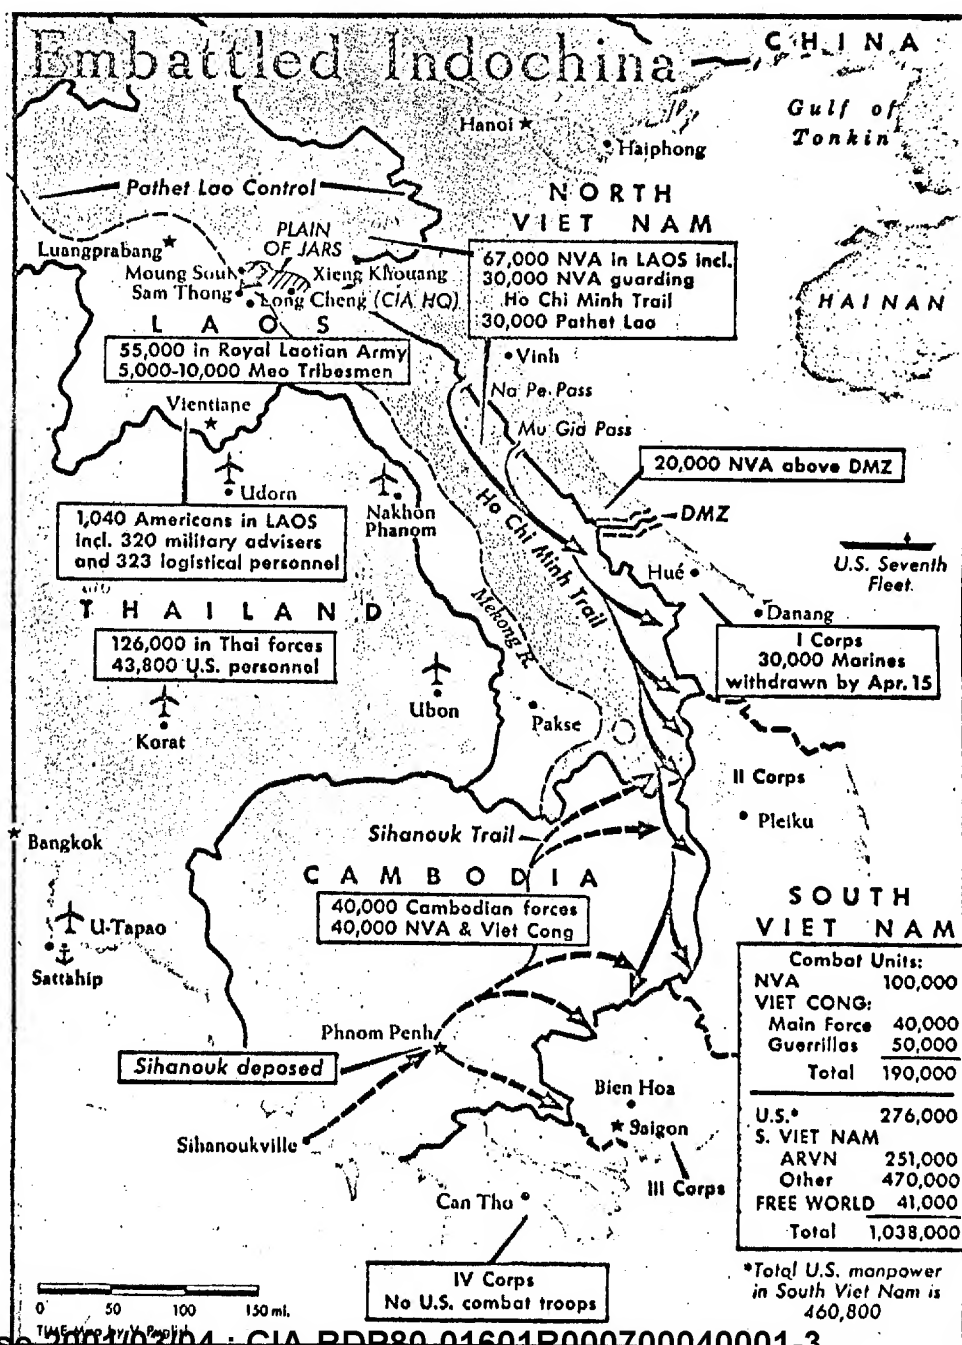 Embattled Indochina
CHINA
Gulf of
Tonkin
Hanoi
Haiphong
Pathet Lao Control
NORTH
VIET NAM
Luangprabang
PLAIN
OF JARS
Moung Souk
Xieng Khouang
Sam Thong
Long Cheng (CIA HQ)
67,000 NVA in LAOS incl.
30,000 NVA guarding
Ho Chi Minh Trail
30,000 Pathet Lao
HAINAN
LAOS
55,000 in Royal Laotian Army
5,000-10,000 Meo Tribesmen
Vinh
Na Pe Pass
Vientiane
Mu Gia Pass
20,000 NVA above DMZ
Udorn
Nakhon
Phanom
Ho Chi Minh Trail
DMZ
1,040 Americans in LAOS
incl. 320 military advisers
and 323 logistical personnel
Hué
U.S. Seventh
Fleet
THAILAND
Mekong R.
Danang
126,000 in Thai forces
43,800 U.S. personnel
I Corps
30,000 Marines
withdrawn by Apr. 15
Ubon
Pakse
Korat
II Corps
Pleiku
Bangkok
Sihanouk Trail
CAMBODIA
40,000 Cambodian forces
40,000 NVA & Viet Cong
U-Tapao
Sattahip
SOUTH
VIET NAM
Combat Units:
NVA 100,000
VIET CONG:
Main Force 40,000
Guerrillas 50,000
Total 190,000
U.S.* 276,000
S. VIET NAM
ARVN 251,000
Other 470,000
FREE WORLD 41,000
Total 1,038,000
Phnom Penh
Sihanouk deposed
Bien Hoa
Saigon
Sihanoukville
III Corps
Can Tho
IV Corps
No U.S. combat troops
*Total U.S. manpower
in South Viet Nam is
460,800
0 50 100 150 mi.
TIME Map by V. Puglisi
2001/03/04 : CIA-RDP80-01601R000700040001-3